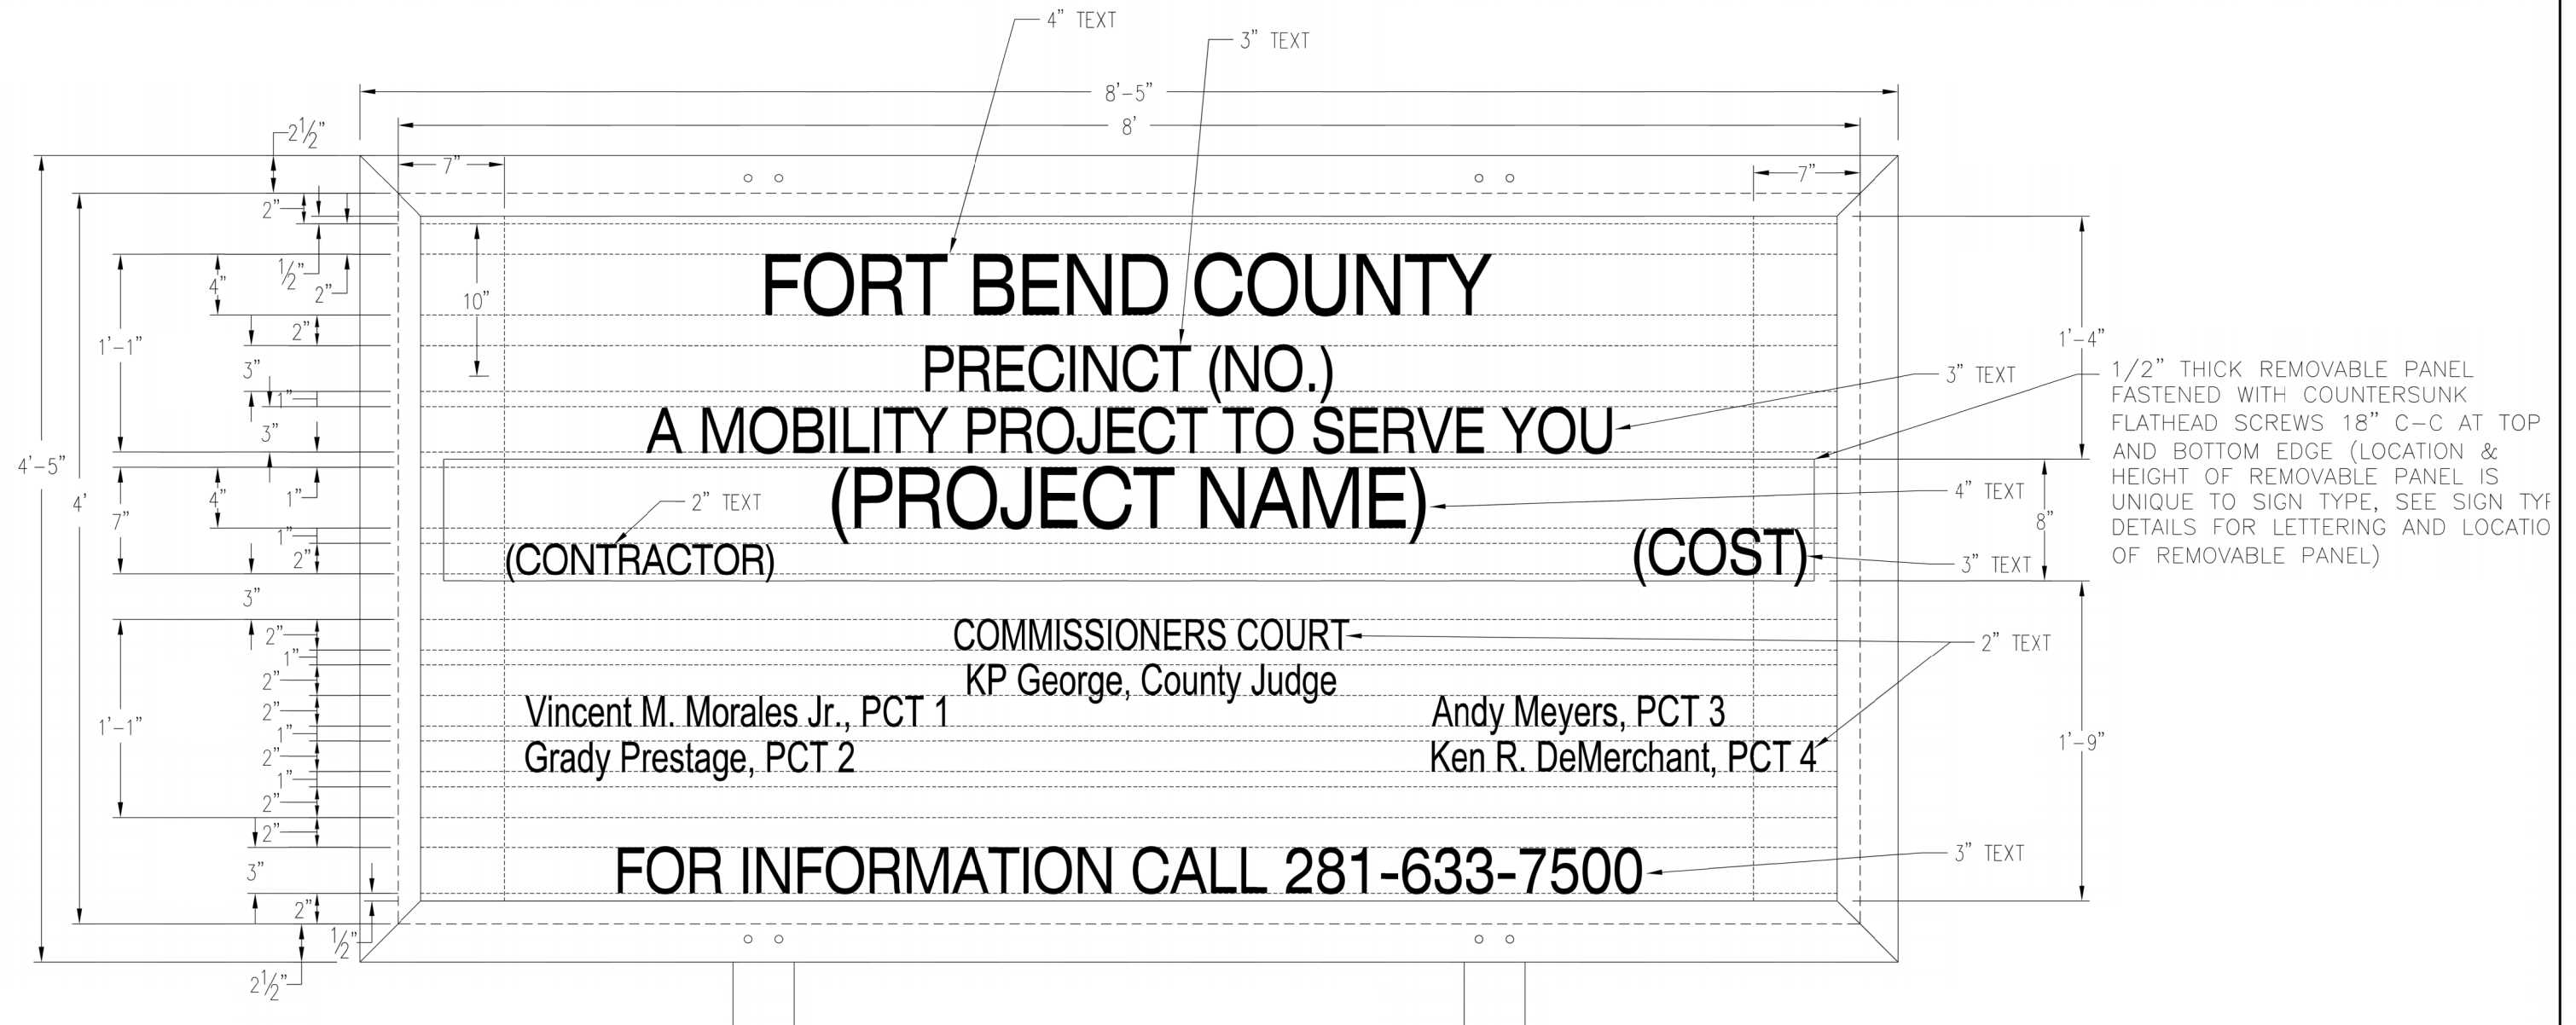 4" TEXT
3" TEXT
8'-5"
8'
2½"
7"
7"
2"
½"
2"
4"
10"
FORT BEND COUNTY
2"
1'-1"
1'-4"
PRECINCT (NO.)
3"
3" TEXT
1/2" THICK REMOVABLE PANEL
FASTENED WITH COUNTERSUNK
FLATHEAD SCREWS 18" C-C AT TOP
AND BOTTOM EDGE (LOCATION &
HEIGHT OF REMOVABLE PANEL IS
UNIQUE TO SIGN TYPE, SEE SIGN TYP
DETAILS FOR LETTERING AND LOCATIO
OF REMOVABLE PANEL)
1"
3"
A MOBILITY PROJECT TO SERVE YOU
4'-5"
4'
4"
1"
7"
(PROJECT NAME)
4" TEXT
2" TEXT
8"
1"
2"
(CONTRACTOR)
(COST)
3" TEXT
3"
2"
COMMISSIONERS COURT
2" TEXT
1"
2"
KP George, County Judge
2"
Vincent M. Morales Jr., PCT 1
Andy Meyers, PCT 3
1'-1"
1"
1'-9"
2"
Grady Prestage, PCT 2
Ken R. DeMerchant, PCT 4
1"
2"
2"
3"
FOR INFORMATION CALL 281-633-7500
3" TEXT
2"
½"
2½"